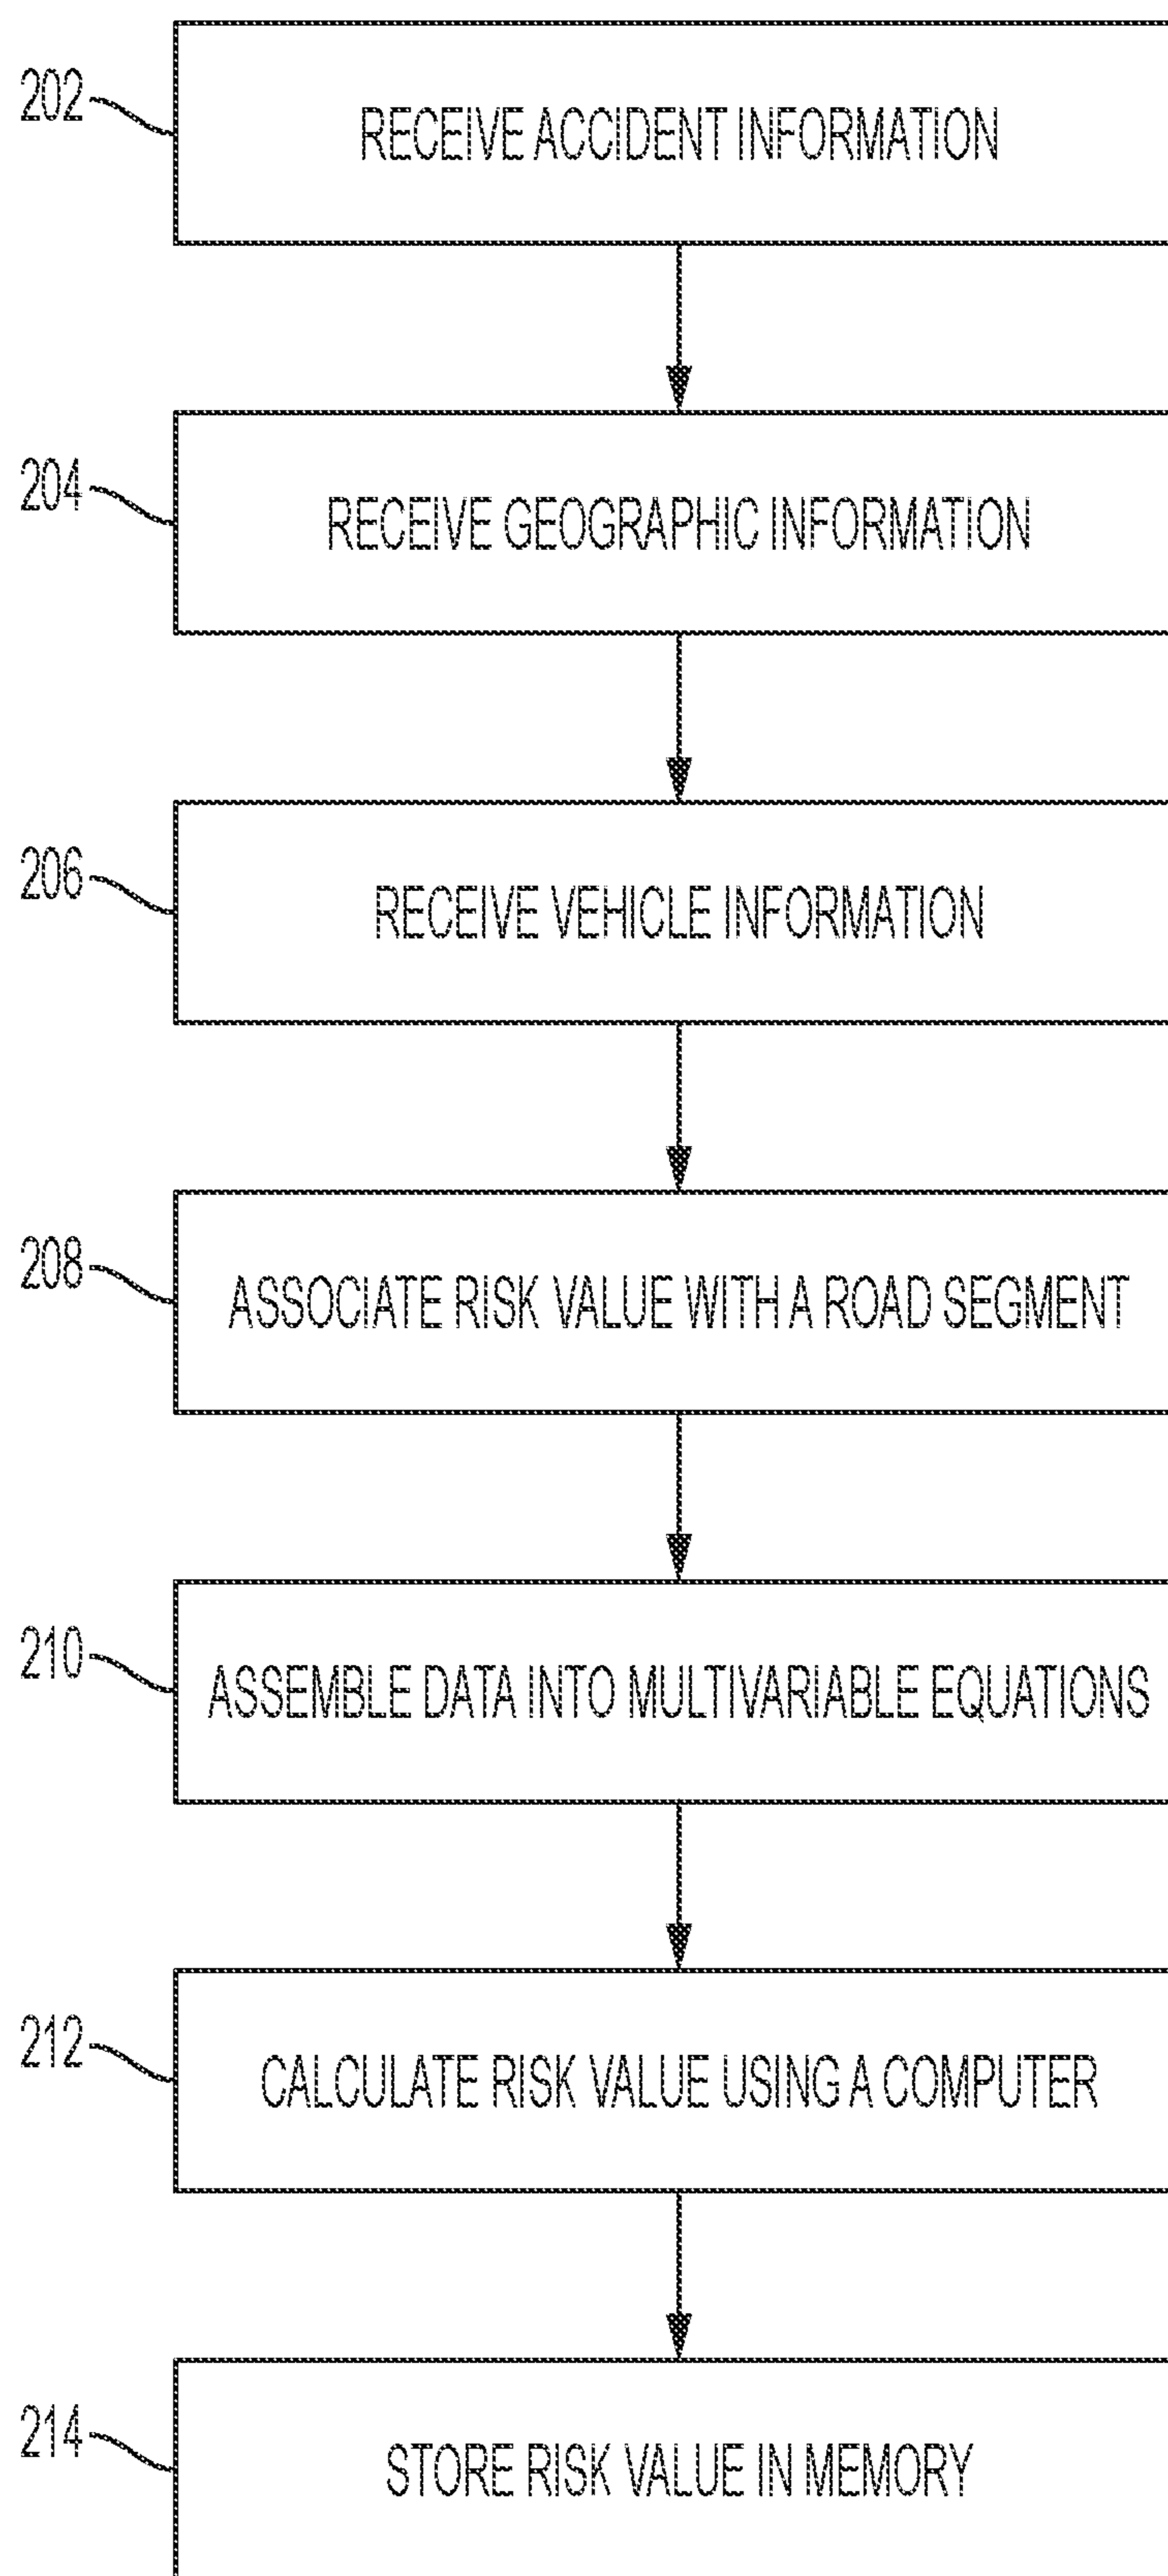 202
RECEIVE ACCIDENT INFORMATION
204
RECEIVE GEOGRAPHIC INFORMATION
206
RECEIVE VEHICLE INFORMATION
208
ASSOCIATE RISK VALUE WITH A ROAD SEGMENT
210
ASSEMBLE DATA INTO MULTIVARIABLE EQUATIONS
212
CALCULATE RISK VALUE USING A COMPUTER
214
STORE RISK VALUE IN MEMORY